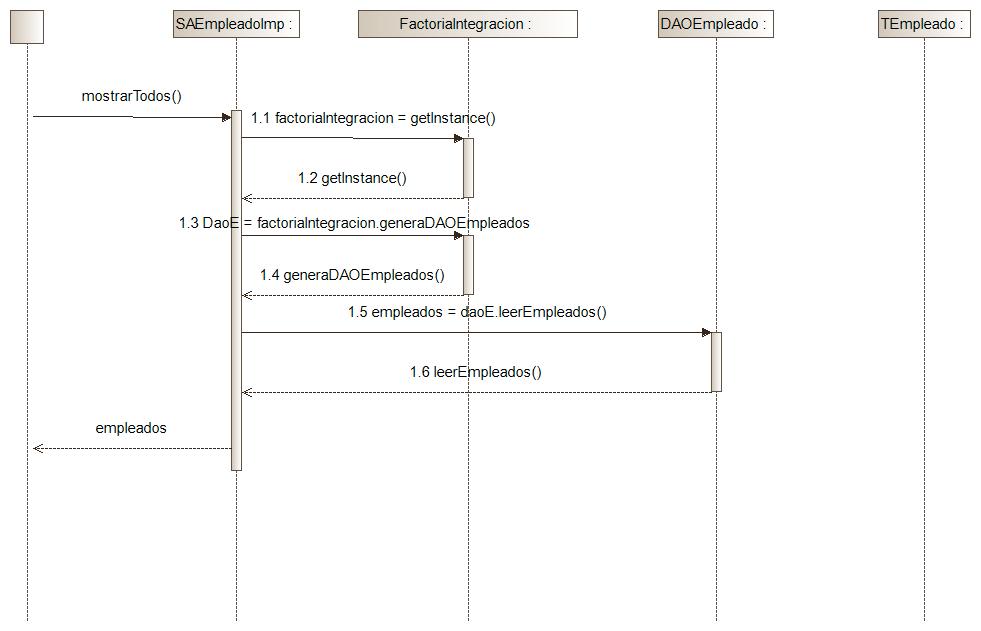 SAEmpleadoImp :
FactoriaIntegracion :
DAOEmpleado :
TEmpleado :
mostrarTodos()
1.1 factoriaIntegracion = getInstance()
1.2 getInstance()
1.3 DaoE = factoriaIntegracion.generaDAOEmpleados
1.4 generaDAOEmpleados()
1.5 empleados = daoE.leerEmpleados()
1.6 leerEmpleados()
empleados